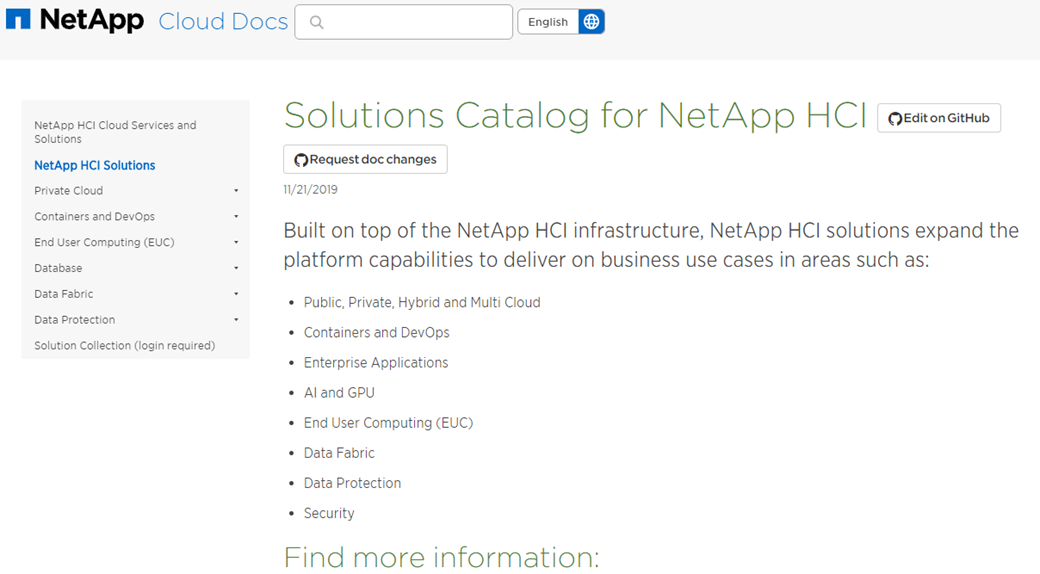 NetApp Cloud Docs
English
NetApp HCI Cloud Services and
Solutions
NetApp HCI Solutions
Private Cloud
Containers and DevOps
End User Computing (EUC)
Database
Data Fabric
Data Protection
Solution Collection (login required)
Solutions Catalog for NetApp HCI
Edit on GitHub
Request doc changes
11/21/2019
Built on top of the NetApp HCI infrastructure, NetApp HCI solutions expand the
platform capabilities to deliver on business use cases in areas such as:
• Public, Private, Hybrid and Multi Cloud
• Containers and DevOps
• Enterprise Applications
• AI and GPU
• End User Computing (EUC)
• Data Fabric
• Data Protection
• Security
Find more information: